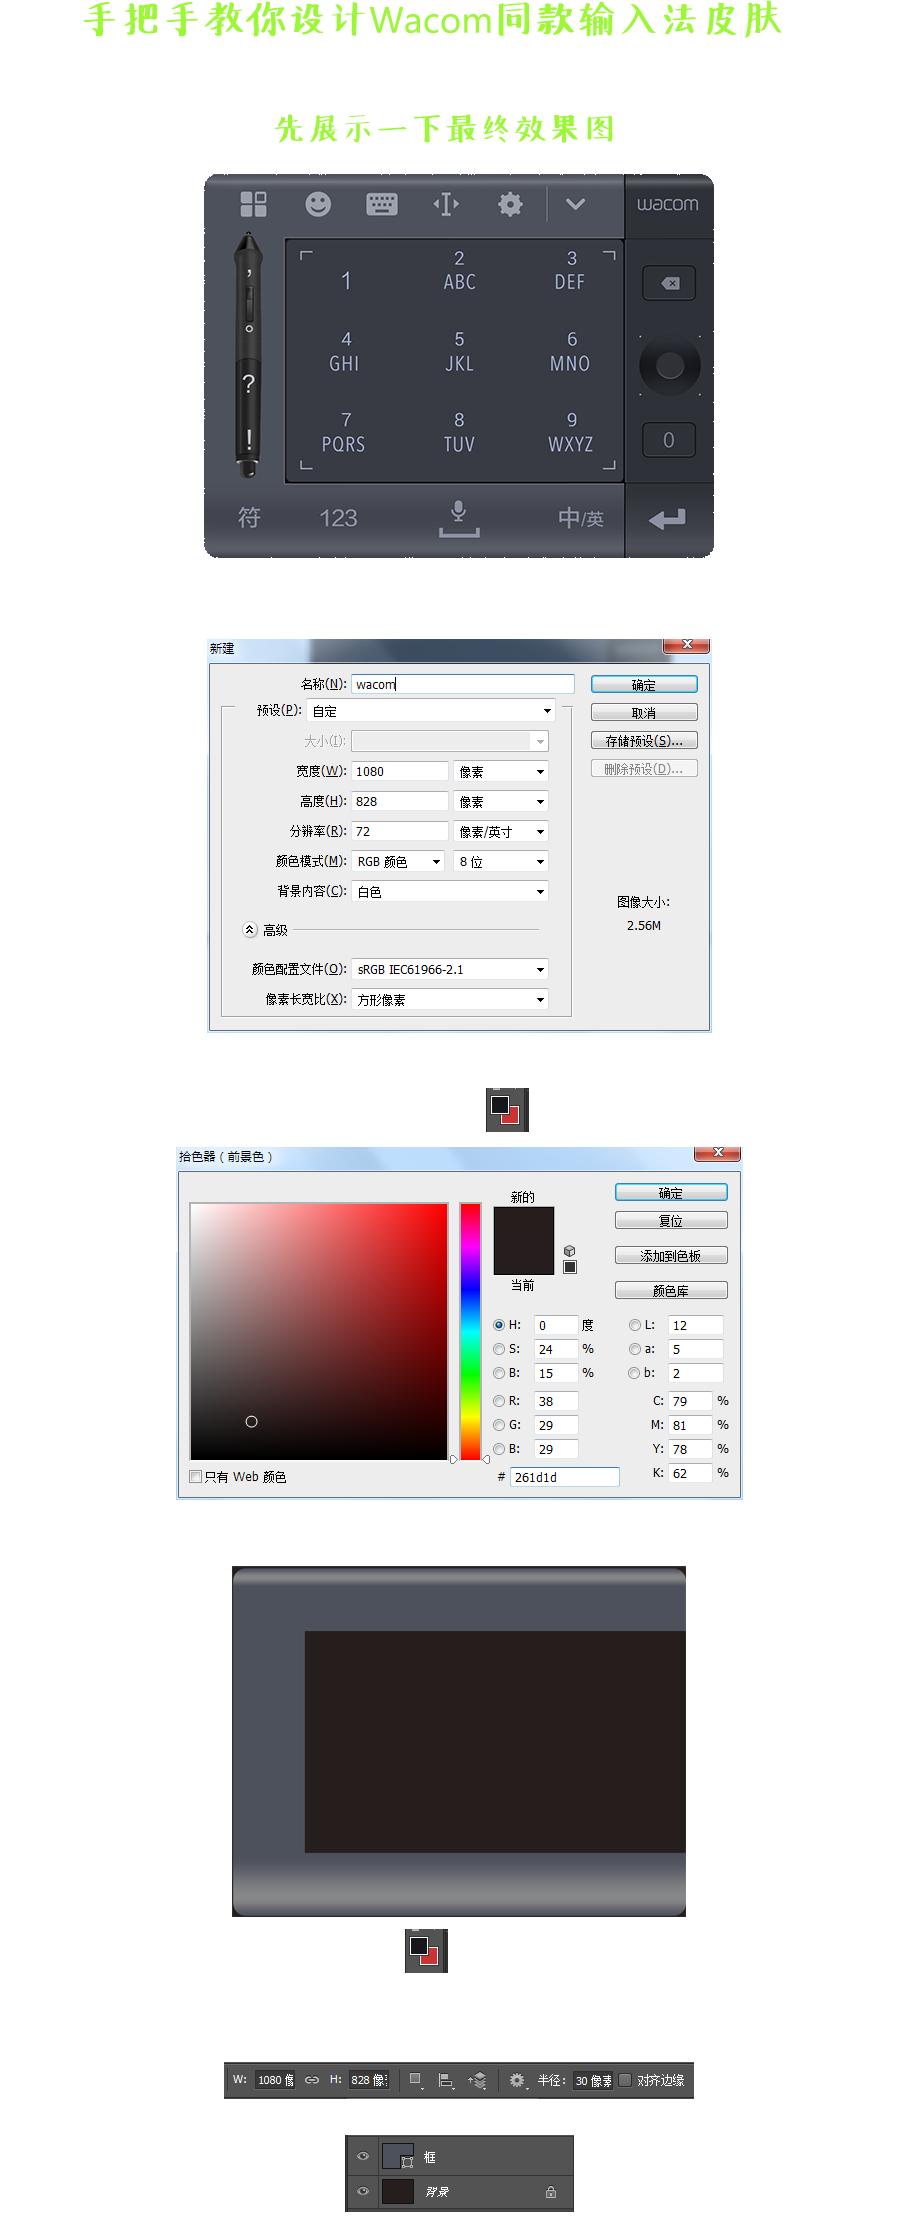 手把手教你设计Wacom同款输入法皮肤
先展示一下最终效果图
wacom
2 3
1 ABC DEF
4 5 6
GHI JKL MNO
7 8 9
PQRS TUV WXYZ
,
?
!
0
符 123 中/英
新建
名称(N): wacom 确定
预设(P): 自定 取消
大小(I): 存储预设(S)...
宽度(W): 1080 像素 删除预设(D)...
高度(H): 828 像素
分辨率(R): 72 像素/英寸
颜色模式(M): RGB 颜色 8 位
背景内容(C): 白色
图像大小:
高级 2.56M
颜色配置文件(O): sRGB IEC61966-2.1
像素长宽比(X): 方形像素
拾色器（前景色）
新的 确定
复位
添加到色板
当前 颜色库
H: 0 度 L: 12
S: 24 % a: 5
B: 15 % b: 2
R: 38 C: 79 %
G: 29 M: 81 %
B: 29 Y: 78 %
只有 Web 颜色 # 261d1d K: 62 %
W: 1080 像 H: 828 像 半径: 30 像素 对齐边缘
框
背景